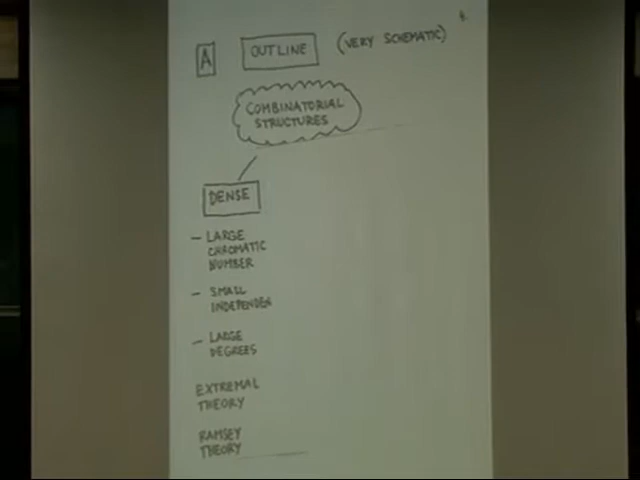 A OUTLINE (VERY SCHEMATIC)
COMBINATORIAL
STRUCTURES
DENSE
– LARGE
CHROMATIC
NUMBER
– SMALL
INDEPENDEN
– LARGE
DEGREES
EXTREMAL
THEORY
RAMSEY
THEORY